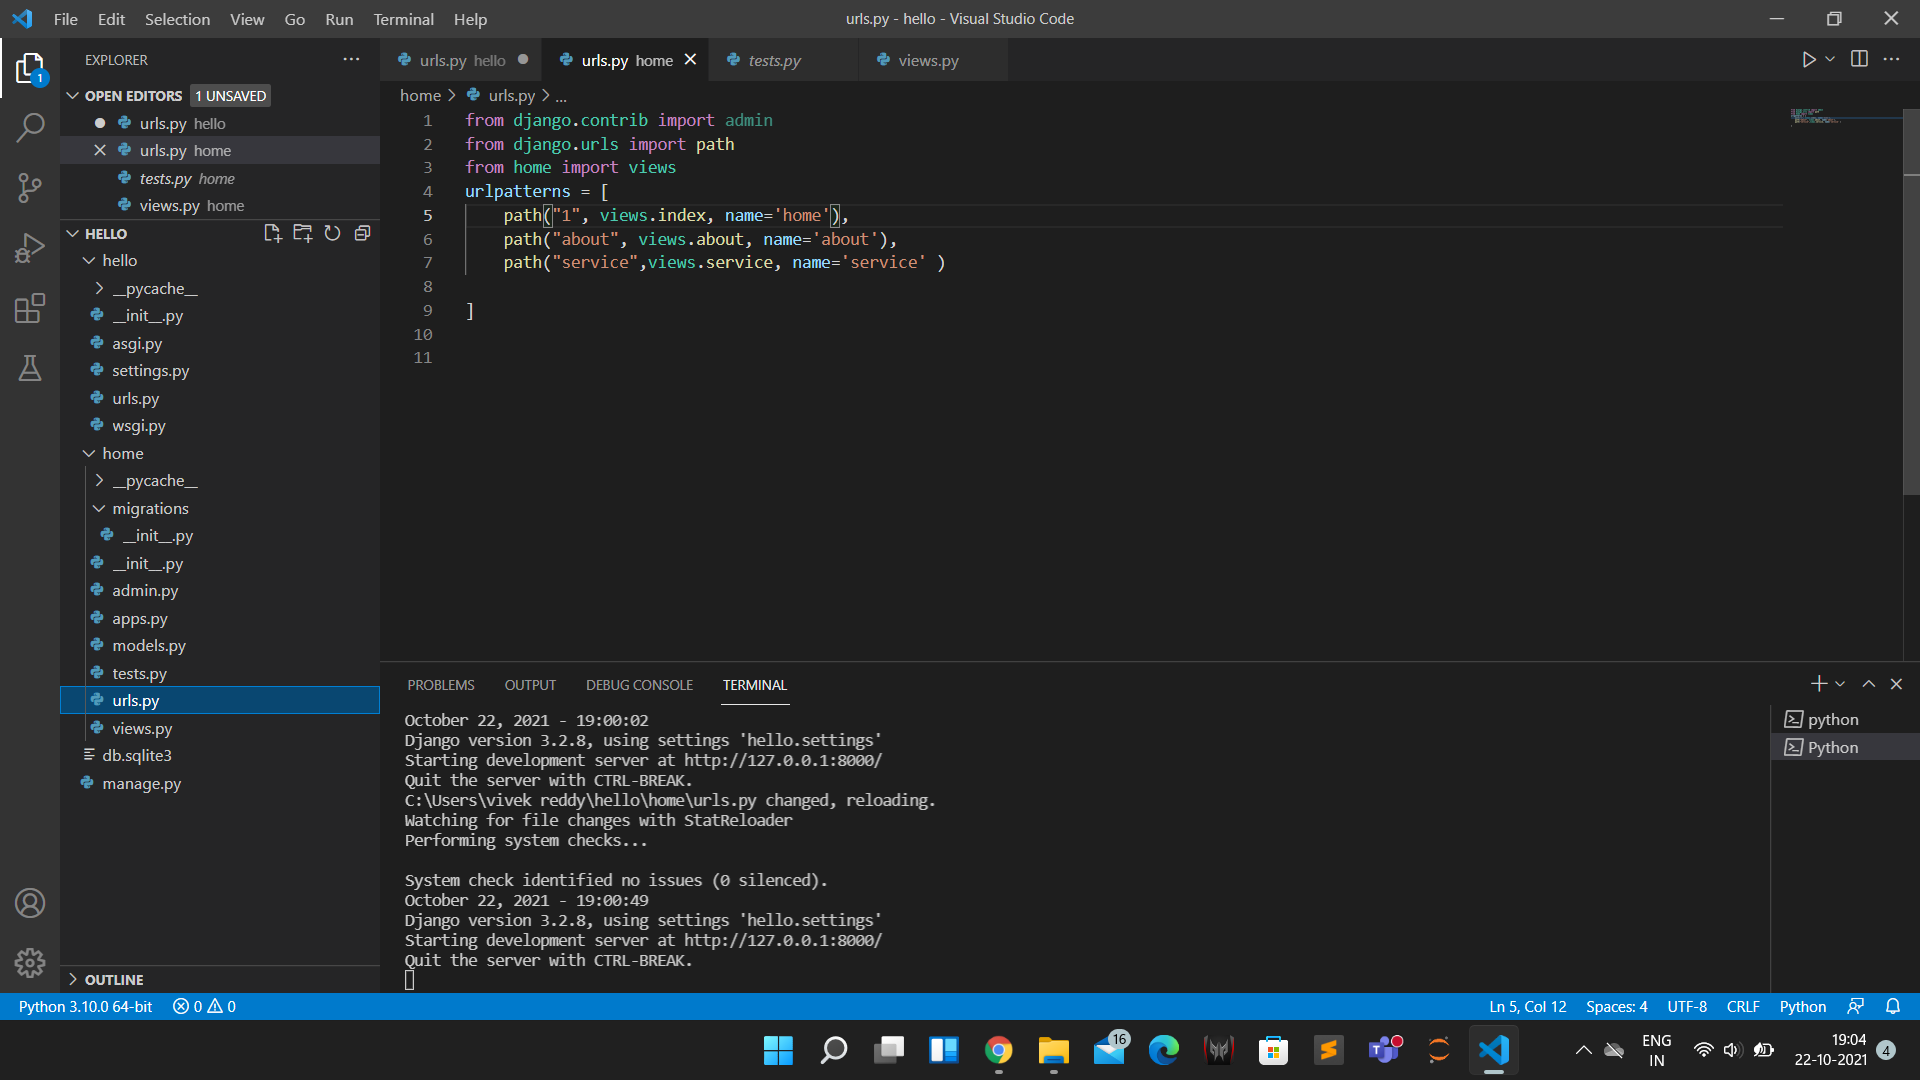 File Edit Selection View Go Run Terminal Help
urls.py - hello - Visual Studio Code
1
EXPLORER
OPEN EDITORS 1 UNSAVED
urls.py hello
urls.py home
tests.py home
views.py home
HELLO
hello
__pycache__
__init__.py
asgi.py
settings.py
urls.py
wsgi.py
home
__pycache__
migrations
__init__.py
__init__.py
admin.py
apps.py
models.py
tests.py
urls.py
views.py
db.sqlite3
manage.py
OUTLINE
urls.py hello urls.py home tests.py views.py
home > urls.py > ...
1 from django.contrib import admin
2 from django.urls import path
3 from home import views
4 urlpatterns = [
5     path("1", views.index, name='home'),
6     path("about", views.about, name='about'),
7     path("service",views.service, name='service' )
8
9 ]
10
11
PROBLEMS OUTPUT DEBUG CONSOLE TERMINAL
October 22, 2021 - 19:00:02
Django version 3.2.8, using settings 'hello.settings'
Starting development server at http://127.0.0.1:8000/
Quit the server with CTRL-BREAK.
C:\Users\vivek reddy\hello\home\urls.py changed, reloading.
Watching for file changes with StatReloader
Performing system checks...
System check identified no issues (0 silenced).
October 22, 2021 - 19:00:49
Django version 3.2.8, using settings 'hello.settings'
Starting development server at http://127.0.0.1:8000/
Quit the server with CTRL-BREAK.
python
Python
Python 3.10.0 64-bit 0 0
Ln 5, Col 12 Spaces: 4 UTF-8 CRLF Python
16
ENG
IN
19:04
22-10-2021
4